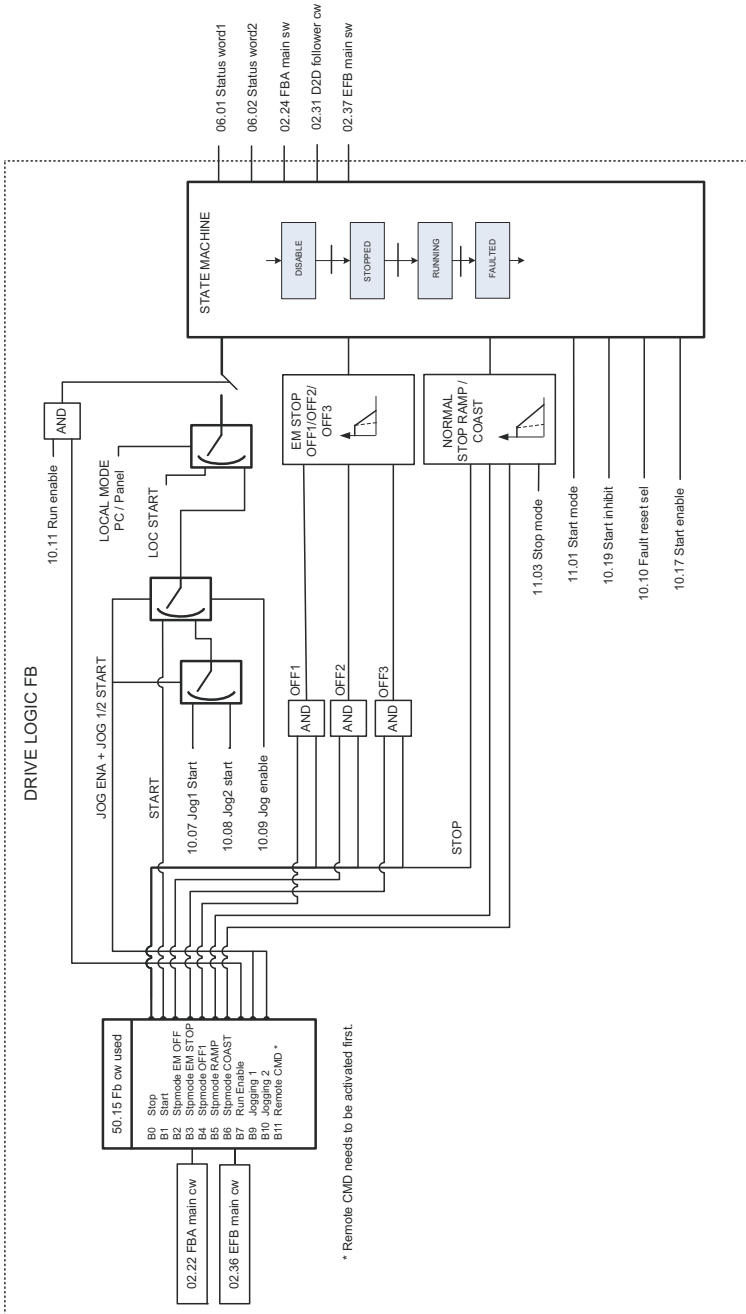 DRIVE LOGIC FB
02.22 FBA main cw
02.36 EFB main cw
50.15 Fb cw used
B0 Stop
B1 Start
B2 Stpmode EM OFF
B3 Stpmode EM STOP
B4 Stpmode OFF1
B5 Stpmode RAMP
B6 Stpmode COAST
B7 Run Enable
B9 Jogging 1
B10 Jogging 2
B11 Remote CMD *
* Remote CMD needs to be activated first.
JOG ENA + JOG 1/2 START
START
10.07 Jog1 Start
10.08 Jog2 start
10.09 Jog enable
STOP
AND
OFF1
AND
OFF2
AND
OFF3
10.11 Run enable
AND
LOCAL MODE
PC / Panel
LOC START
EM STOP
OFF1/OFF2/
OFF3
NORMAL
STOP RAMP /
COAST
11.03 Stop mode
11.01 Start mode
10.19 Start inhibit
10.10 Fault reset sel
10.17 Start enable
STATE MACHINE
DISABLE
STOPPED
RUNNING
FAULTED
06.01 Status word1
06.02 Status word2
02.24 FBA main sw
02.31 D2D follower cw
02.37 EFB main sw